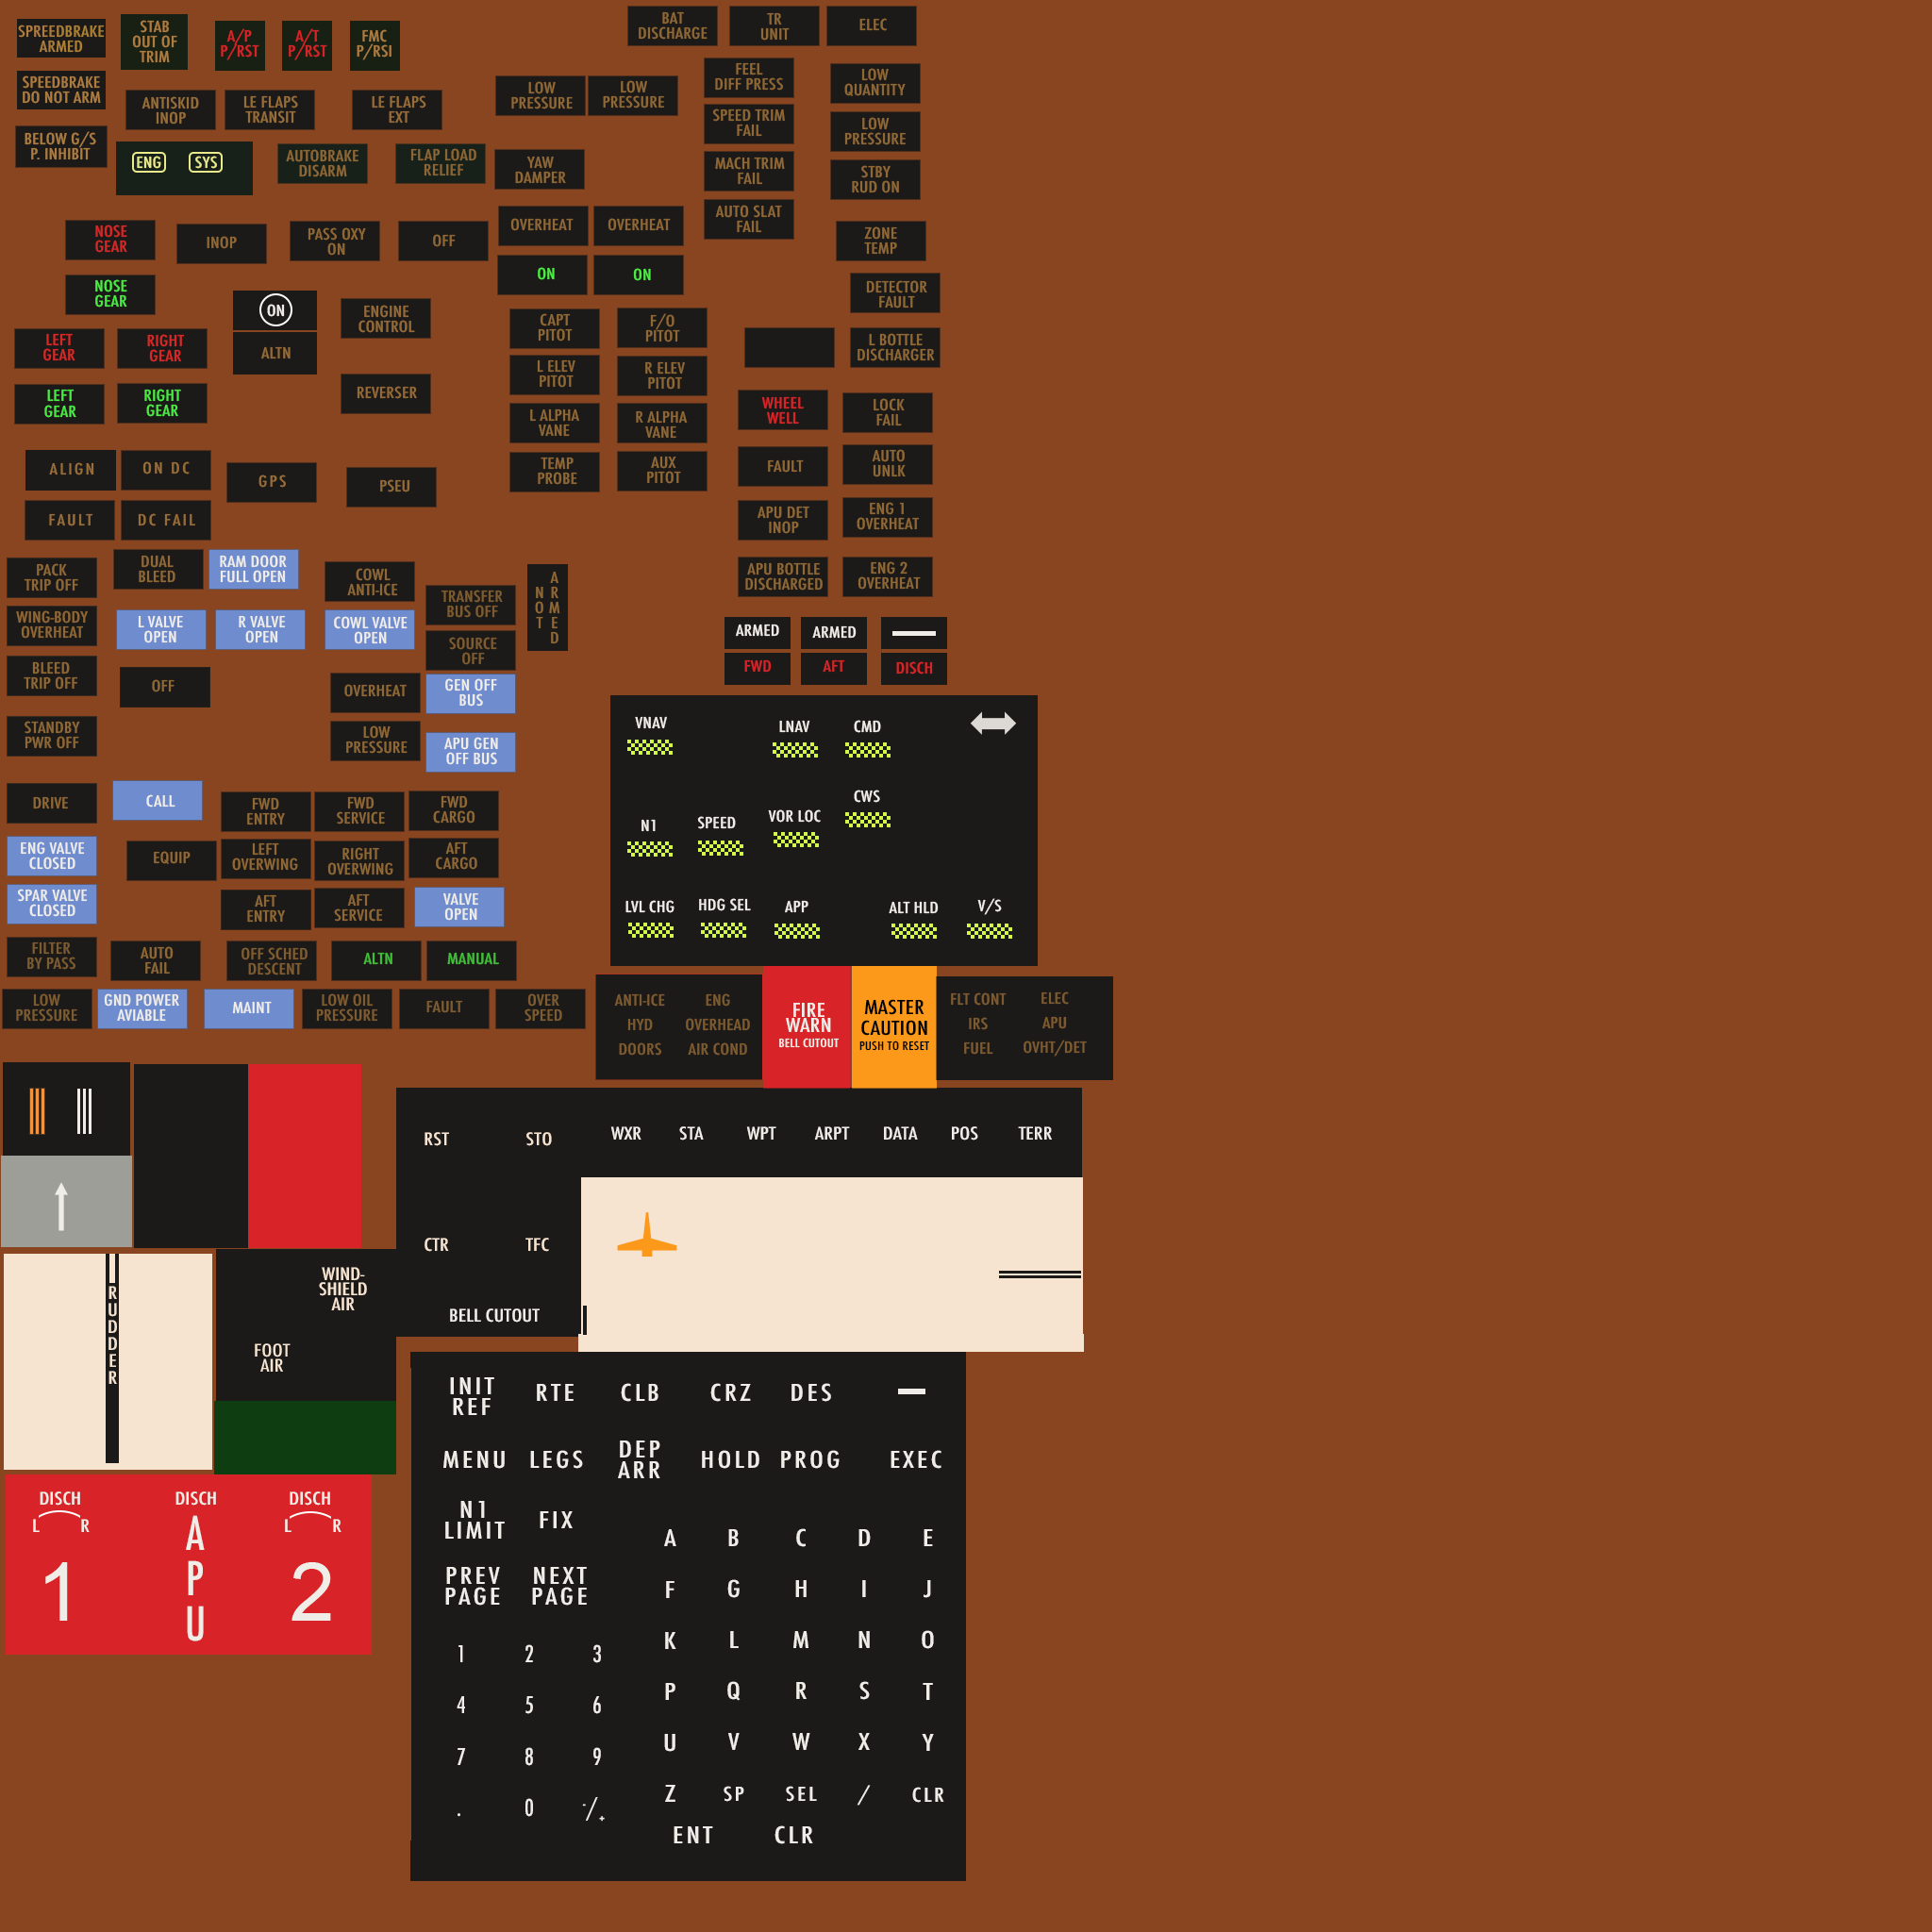 SPREEDBRAKE
ARMED
STAB
OUT OF
TRIM
A/P
P/RST
A/T
P/RST
FMC
P/RSI
BAT
DISCHARGE
TR
UNIT
ELEC
SPEEDBRAKE
DO NOT ARM
ANTISKID
INOP
LE FLAPS
TRANSIT
LE FLAPS
EXT
LOW
PRESSURE
LOW
PRESSURE
FEEL
DIFF PRESS
LOW
QUANTITY
SPEED TRIM
FAIL
LOW
PRESSURE
BELOW G/S
P. INHIBIT
ENG
SYS
AUTOBRAKE
DISARM
FLAP LOAD
RELIEF
YAW
DAMPER
MACH TRIM
FAIL
STBY
RUD ON
AUTO SLAT
FAIL
NOSE
GEAR
INOP
PASS OXY
ON
OFF
OVERHEAT
OVERHEAT
ZONE
TEMP
ON
ON
NOSE
GEAR
ON
ALTN
ENGINE
CONTROL
DETECTOR
FAULT
CAPT
PITOT
F/O
PITOT
L BOTTLE
DISCHARGER
LEFT
GEAR
RIGHT
GEAR
L ELEV
PITOT
R ELEV
PITOT
LEFT
GEAR
RIGHT
GEAR
REVERSER
L ALPHA
VANE
R ALPHA
VANE
WHEEL
WELL
LOCK
FAIL
ALIGN
ON DC
GPS
PSEU
TEMP
PROBE
AUX
PITOT
FAULT
AUTO
UNLK
FAULT
DC FAIL
APU DET
INOP
ENG 1
OVERHEAT
PACK
TRIP OFF
DUAL
BLEED
RAM DOOR
FULL OPEN
COWL
ANTI-ICE
TRANSFER
BUS OFF
NOT
ARMED
APU BOTTLE
DISCHARGED
ENG 2
OVERHEAT
WING-BODY
OVERHEAT
L VALVE
OPEN
R VALVE
OPEN
COWL VALVE
OPEN
SOURCE
OFF
ARMED
ARMED
FWD
AFT
DISCH
BLEED
TRIP OFF
OFF
OVERHEAT
GEN OFF
BUS
STANDBY
PWR OFF
LOW
PRESSURE
APU GEN
OFF BUS
VNAV
LNAV
CMD
DRIVE
CALL
FWD
ENTRY
FWD
SERVICE
FWD
CARGO
N1
SPEED
VOR LOC
CWS
ENG VALVE
CLOSED
EQUIP
LEFT
OVERWING
RIGHT
OVERWING
AFT
CARGO
SPAR VALVE
CLOSED
AFT
ENTRY
AFT
SERVICE
VALVE
OPEN
LVL CHG
HDG SEL
APP
ALT HLD
V/S
FILTER
BY PASS
AUTO
FAIL
OFF SCHED
DESCENT
ALTN
MANUAL
LOW
PRESSURE
GND POWER
AVIABLE
MAINT
LOW OIL
PRESSURE
FAULT
OVER
SPEED
ANTI-ICE
ENG
HYD
OVERHEAD
DOORS
AIR COND
FIRE
WARN
BELL CUTOUT
MASTER
CAUTION
PUSH TO RESET
FLT CONT
ELEC
IRS
APU
FUEL
OVHT/DET
RST
STO
WXR
STA
WPT
ARPT
DATA
POS
TERR
CTR
TFC
BELL CUTOUT
RUDDER
WIND-
SHIELD
AIR
FOOT
AIR
DISCH
L R
1
DISCH
APU
DISCH
L R
2
INIT
REF
RTE
CLB
CRZ
DES
MENU
LEGS
DEP
ARR
HOLD
PROG
EXEC
N1
LIMIT
FIX
PREV
PAGE
NEXT
PAGE
A B C D E
F G H I J
K L M N O
P Q R S T
U V W X Y
Z SP SEL / CLR
ENT CLR
1 2 3
4 5 6
7 8 9
. 0 -/+